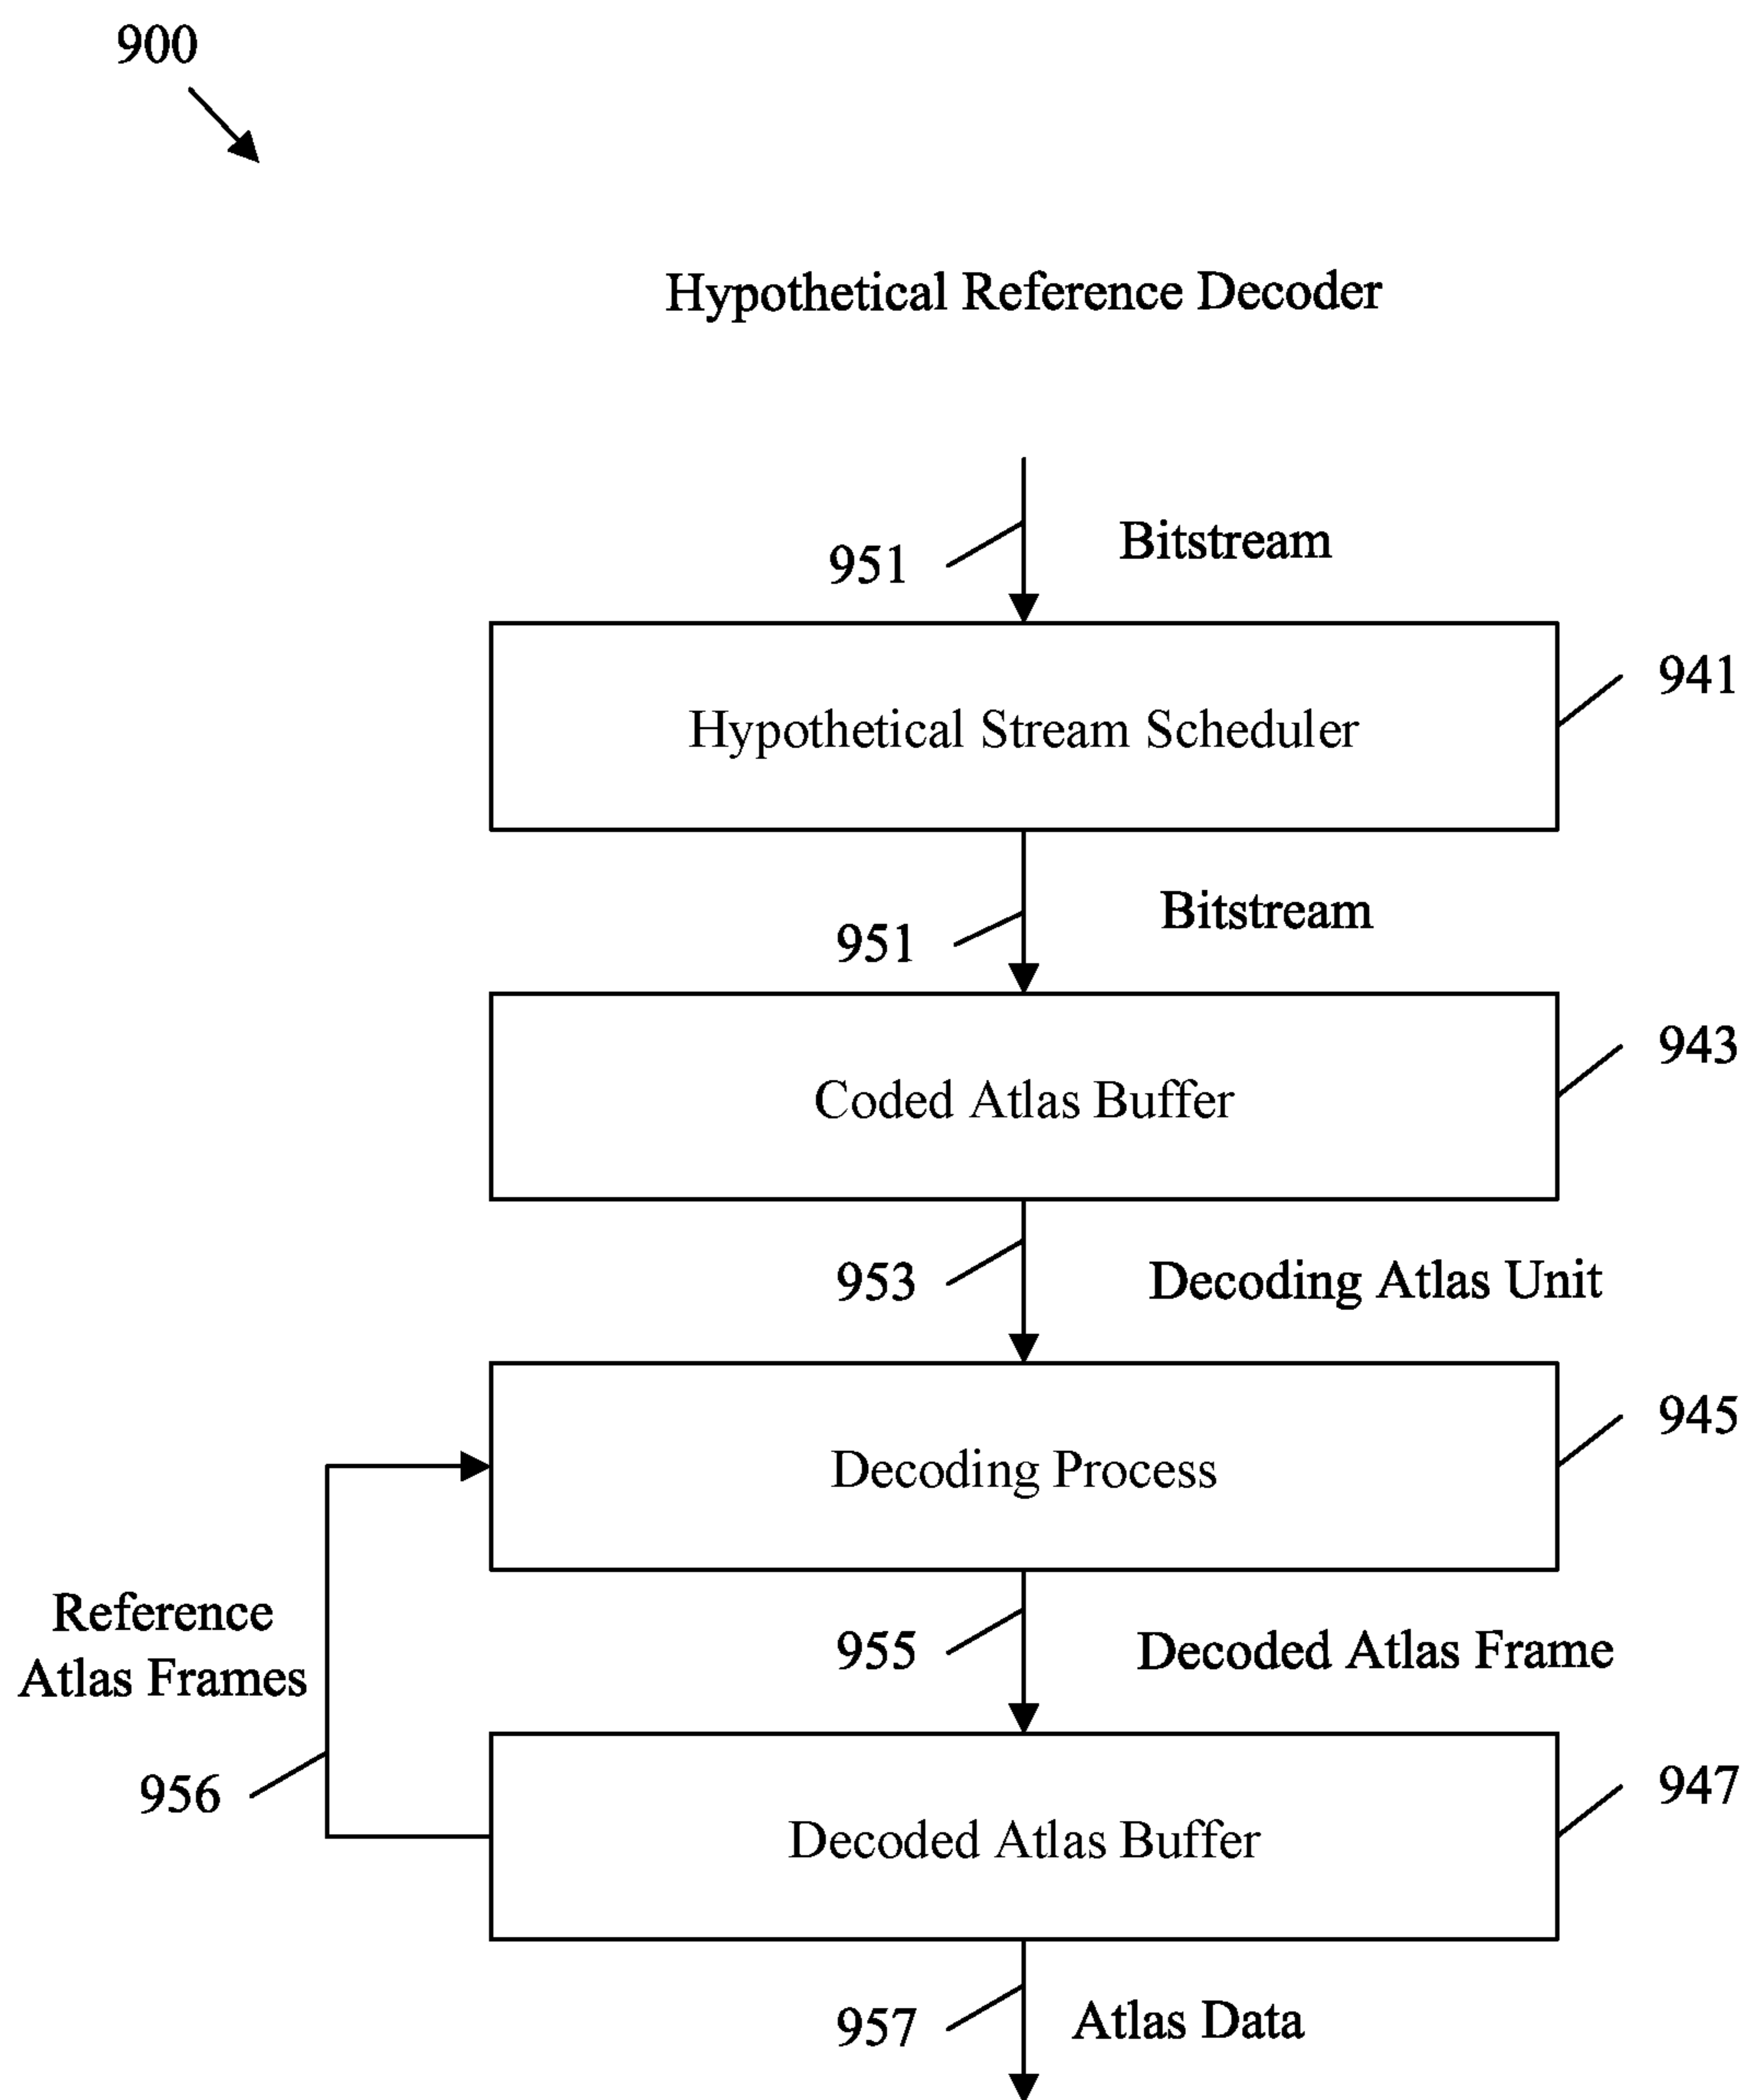 900
Hypothetical Reference Decoder
951
Bitstream
Hypothetical Stream Scheduler
941
951
Bitstream
Coded Atlas Buffer
943
953
Decoding Atlas Unit
Decoding Process
945
Reference
Atlas Frames
956
955
Decoded Atlas Frame
Decoded Atlas Buffer
947
957
Atlas Data